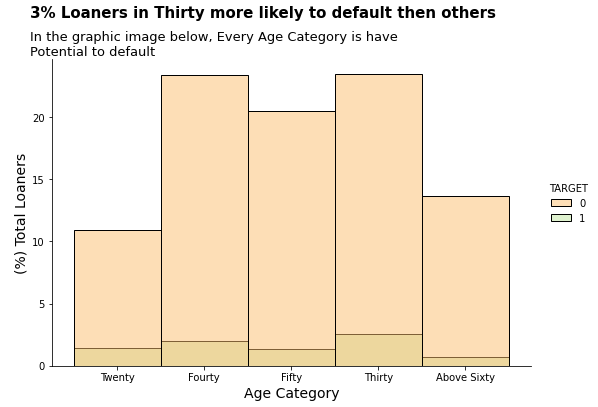 3% Loaners in Thirty more likely to default then others
In the graphic image below, Every Age Category is have
Potential to default
(%) Total Loaners
20
15
10
5
0
Twenty
Fourty
Fifty
Thirty
Above Sixty
Age Category
TARGET
0
1